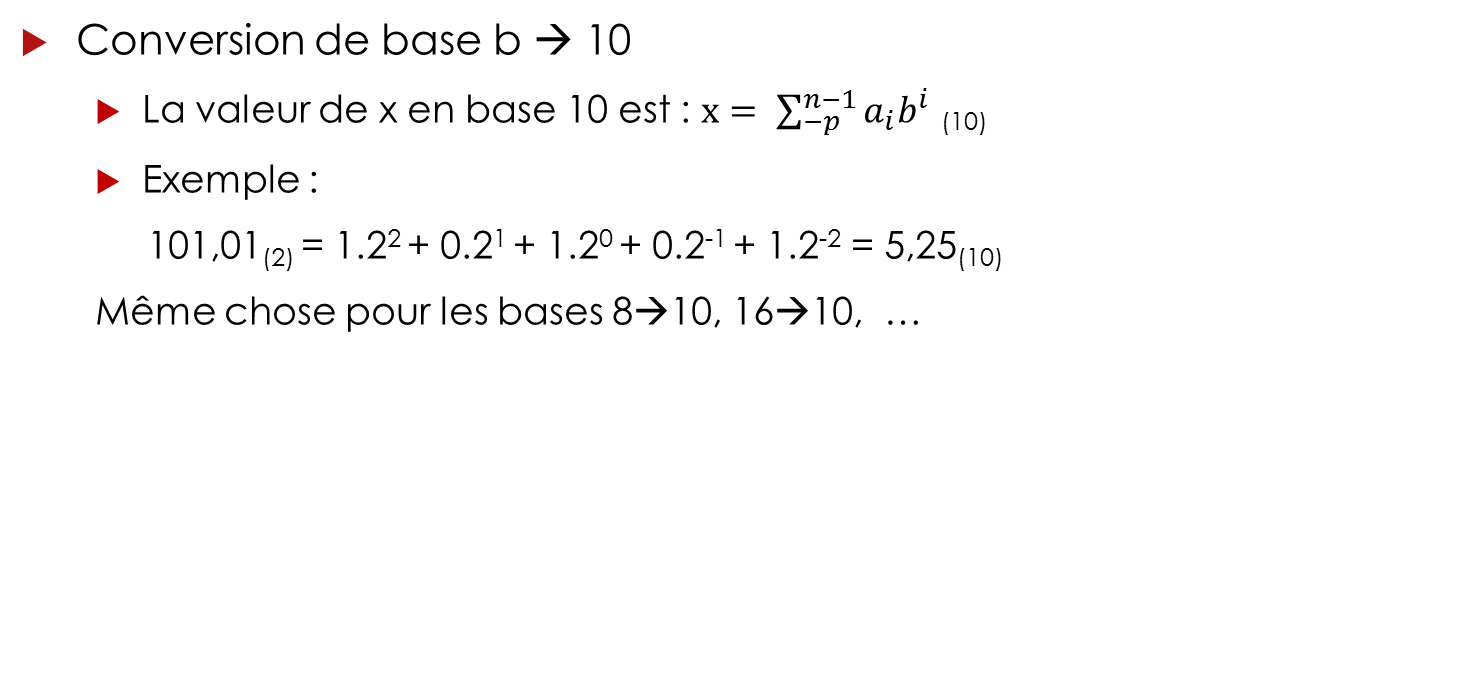 Conversion de base b → 10
La valeur de x en base 10 est : x = ∑₋ₚⁿ⁻¹ aᵢbⁱ ₍₁₀₎
Exemple :
101,01₍₂₎ = 1.2² + 0.2¹ + 1.2⁰ + 0.2⁻¹ + 1.2⁻² = 5,25₍₁₀₎
Même chose pour les bases 8→10, 16→10, …